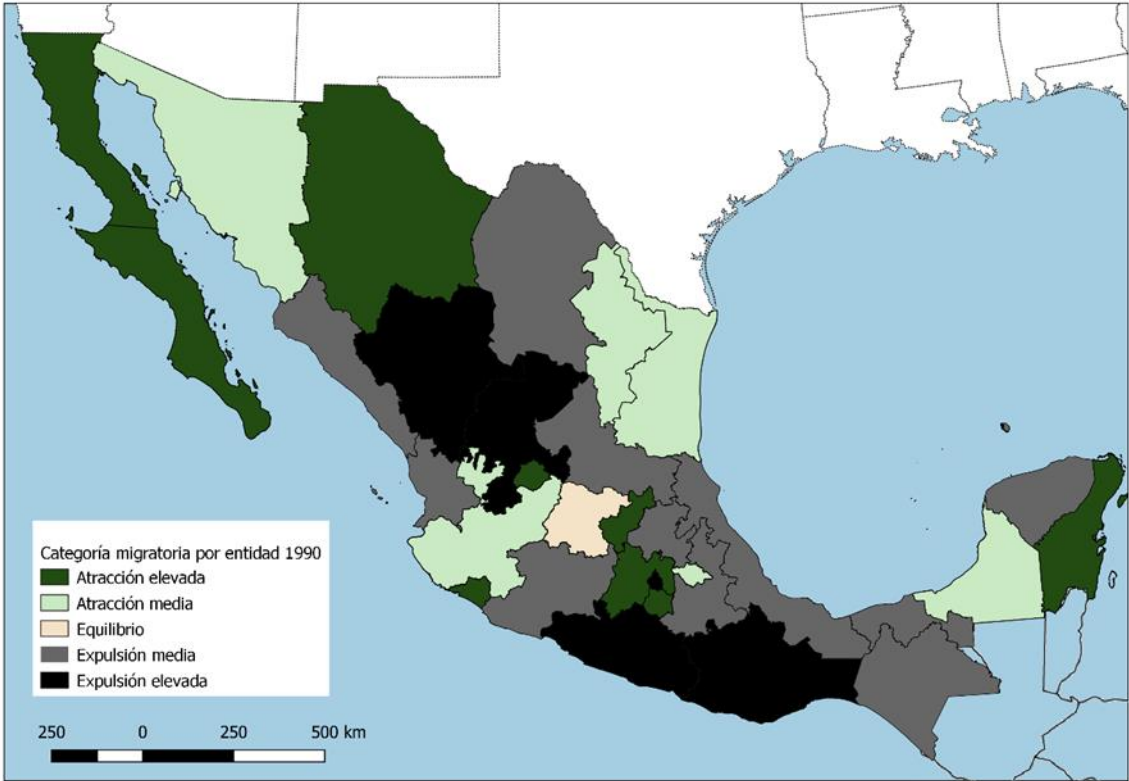 Categoría migratoria por entidad 1990
Atracción elevada
Atracción media
Equilibrio
Expulsión media
Expulsión elevada
250 0 250 500 km